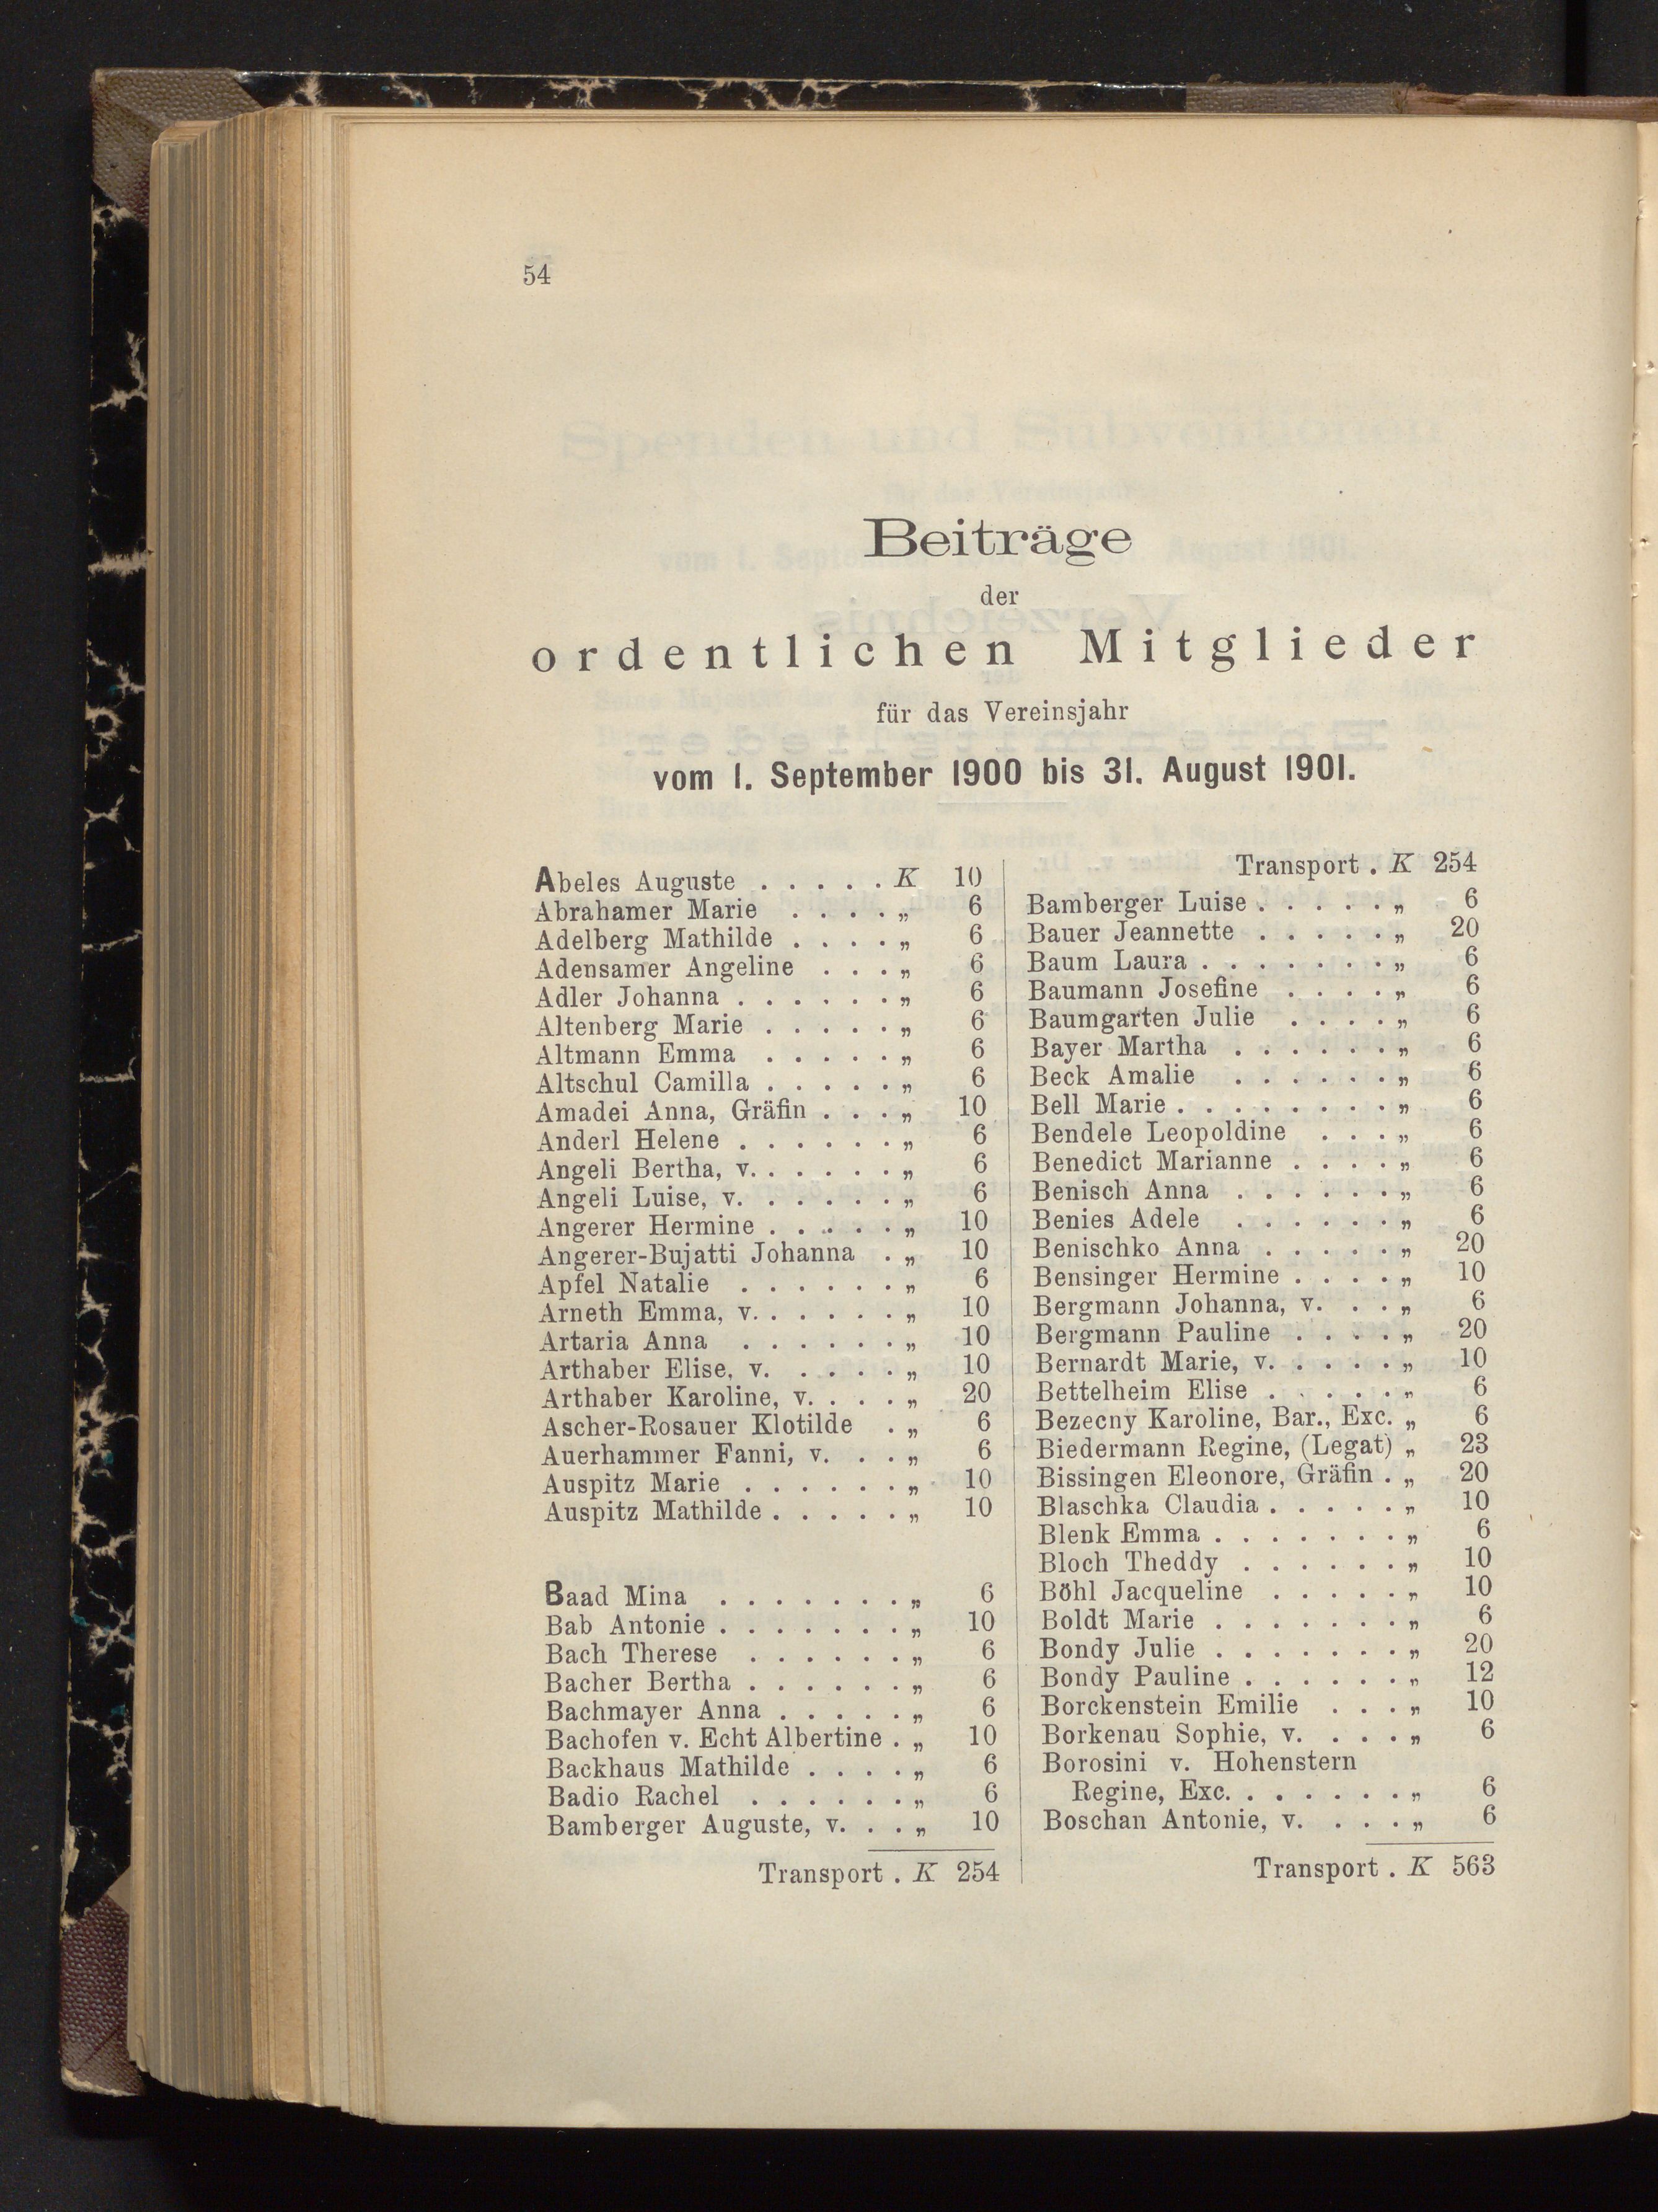 54
Beiträge
der
ordentlichen Mitglieder
für das Vereinsjahr
vom 1. September 1900 bis 31. August 1901.
Abeles Auguste . . . . . K 10
Abrahamer Marie . . . . „ 6
Adelberg Mathilde . . . . „ 6
Adensamer Angeline . . . „ 6
Adler Johanna . . . . . . „ 6
Altenberg Marie . . . . . „ 6
Altmann Emma . . . . . „ 6
Altschul Camilla . . . . . „ 6
Amadei Anna, Gräfin . . . „ 10
Anderl Helene . . . . . . „ 6
Angeli Bertha, v. . . . . . „ 6
Angeli Luise, v. . . . . . „ 6
Angerer Hermine . . . . . „ 10
Angerer-Bujatti Johanna . „ 10
Apfel Natalie . . . . . . „ 6
Arneth Emma, v. . . . . . „ 10
Artaria Anna . . . . . . „ 10
Arthaber Elise, v. . . . . „ 10
Arthaber Karoline, v. . . . „ 20
Ascher-Rosauer Klotilde . „ 6
Auerhammer Fanni, v. . . „ 6
Auspitz Marie . . . . . . „ 10
Auspitz Mathilde . . . . . „ 10
Baad Mina . . . . . . . „ 6
Bab Antonie . . . . . . . „ 10
Bach Therese . . . . . . „ 6
Bacher Bertha . . . . . . „ 6
Bachmayer Anna . . . . . „ 6
Bachofen v. Echt Albertine . „ 10
Backhaus Mathilde . . . . „ 6
Badio Rachel . . . . . . „ 6
Bamberger Auguste, v. . . „ 10
Transport . K 254
Transport . K 254
Bamberger Luise . . . . . „ 6
Bauer Jeannette . . . . . „ 20
Baum Laura . . . . . . . „ 6
Baumann Josefine . . . . „ 6
Baumgarten Julie . . . . „ 6
Bayer Martha . . . . . . „ 6
Beck Amalie . . . . . . „ 6
Bell Marie . . . . . . . . „ 6
Bendele Leopoldine . . . „ 6
Benedict Marianne . . . . „ 6
Benisch Anna . . . . . . „ 6
Benies Adele . . . . . . „ 6
Benischko Anna . . . . . „ 20
Bensinger Hermine . . . . „ 10
Bergmann Johanna, v. . . „ 6
Bergmann Pauline . . . . „ 20
Bernardt Marie, v. . . . . „ 10
Bettelheim Elise . . . . . „ 6
Bezecny Karoline, Bar., Exc. „ 6
Biedermann Regine, (Legat) „ 23
Bissingen Eleonore, Gräfin . „ 20
Blaschka Claudia . . . . . „ 10
Blenk Emma . . . . . . . „ 6
Bloch Theddy . . . . . . „ 10
Böhl Jacqueline . . . . . „ 10
Boldt Marie . . . . . . . „ 6
Bondy Julie . . . . . . . „ 20
Bondy Pauline . . . . . . „ 12
Borckenstein Emilie . . . „ 10
Borkenau Sophie, v. . . . „ 6
Borosini v. Hohenstern
Regine, Exc. . . . . . . „ 6
Boschan Antonie, v. . . . „ 6
Transport . K 563